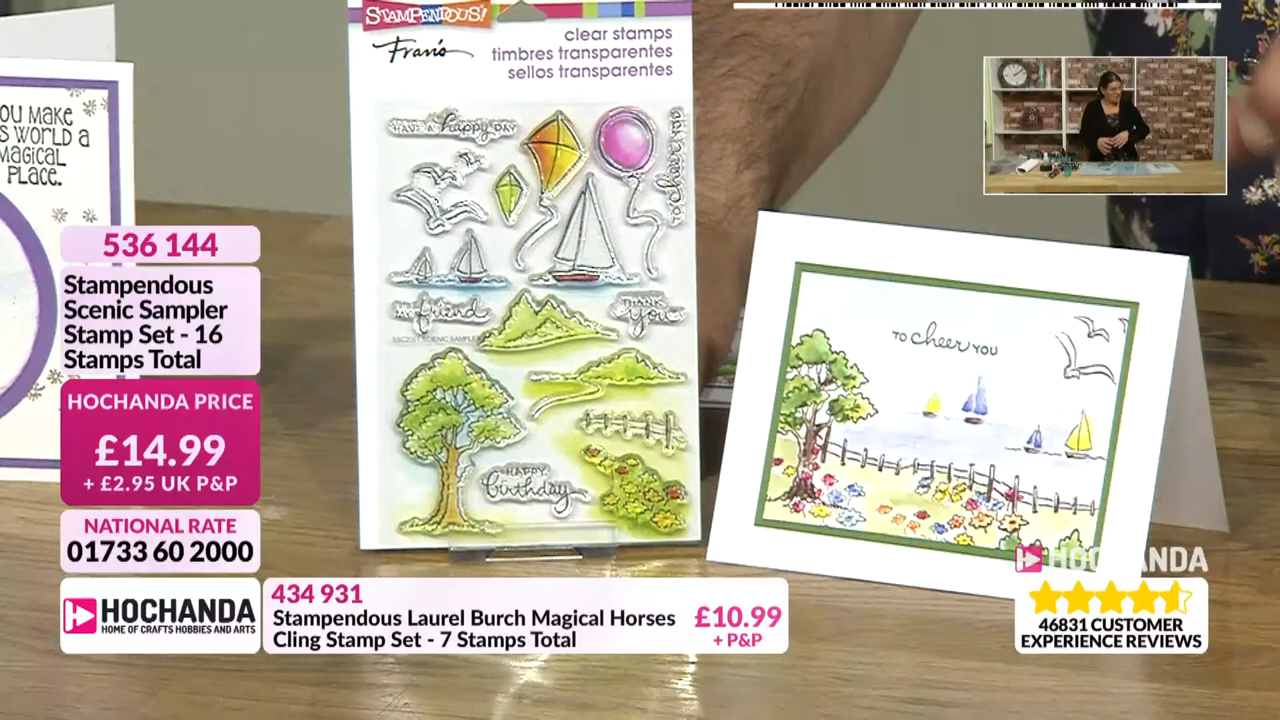 STAMPENDOUS!
Fran's
clear stamps
timbres transparentes
sellos transparentes
HAVE A happy DAY
to cheer you
friend
THANK you
HAPPY birthday
OU MAKE
S WORLD A
MAGICAL
PLACE.
TO cheer YOU
536 144
Stampendous
Scenic Sampler
Stamp Set - 16
Stamps Total
HOCHANDA PRICE
£14.99
+ £2.95 UK P&P
NATIONAL RATE
01733 60 2000
HOCHANDA
HOME OF CRAFTS HOBBIES AND ARTS
434 931
Stampendous Laurel Burch Magical Horses
Cling Stamp Set - 7 Stamps Total
£10.99
+ P&P
HOCHANDA
46831 CUSTOMER
EXPERIENCE REVIEWS